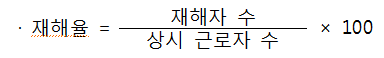 · 재해율 = 재해자 수
상시 근로자 수 × 100